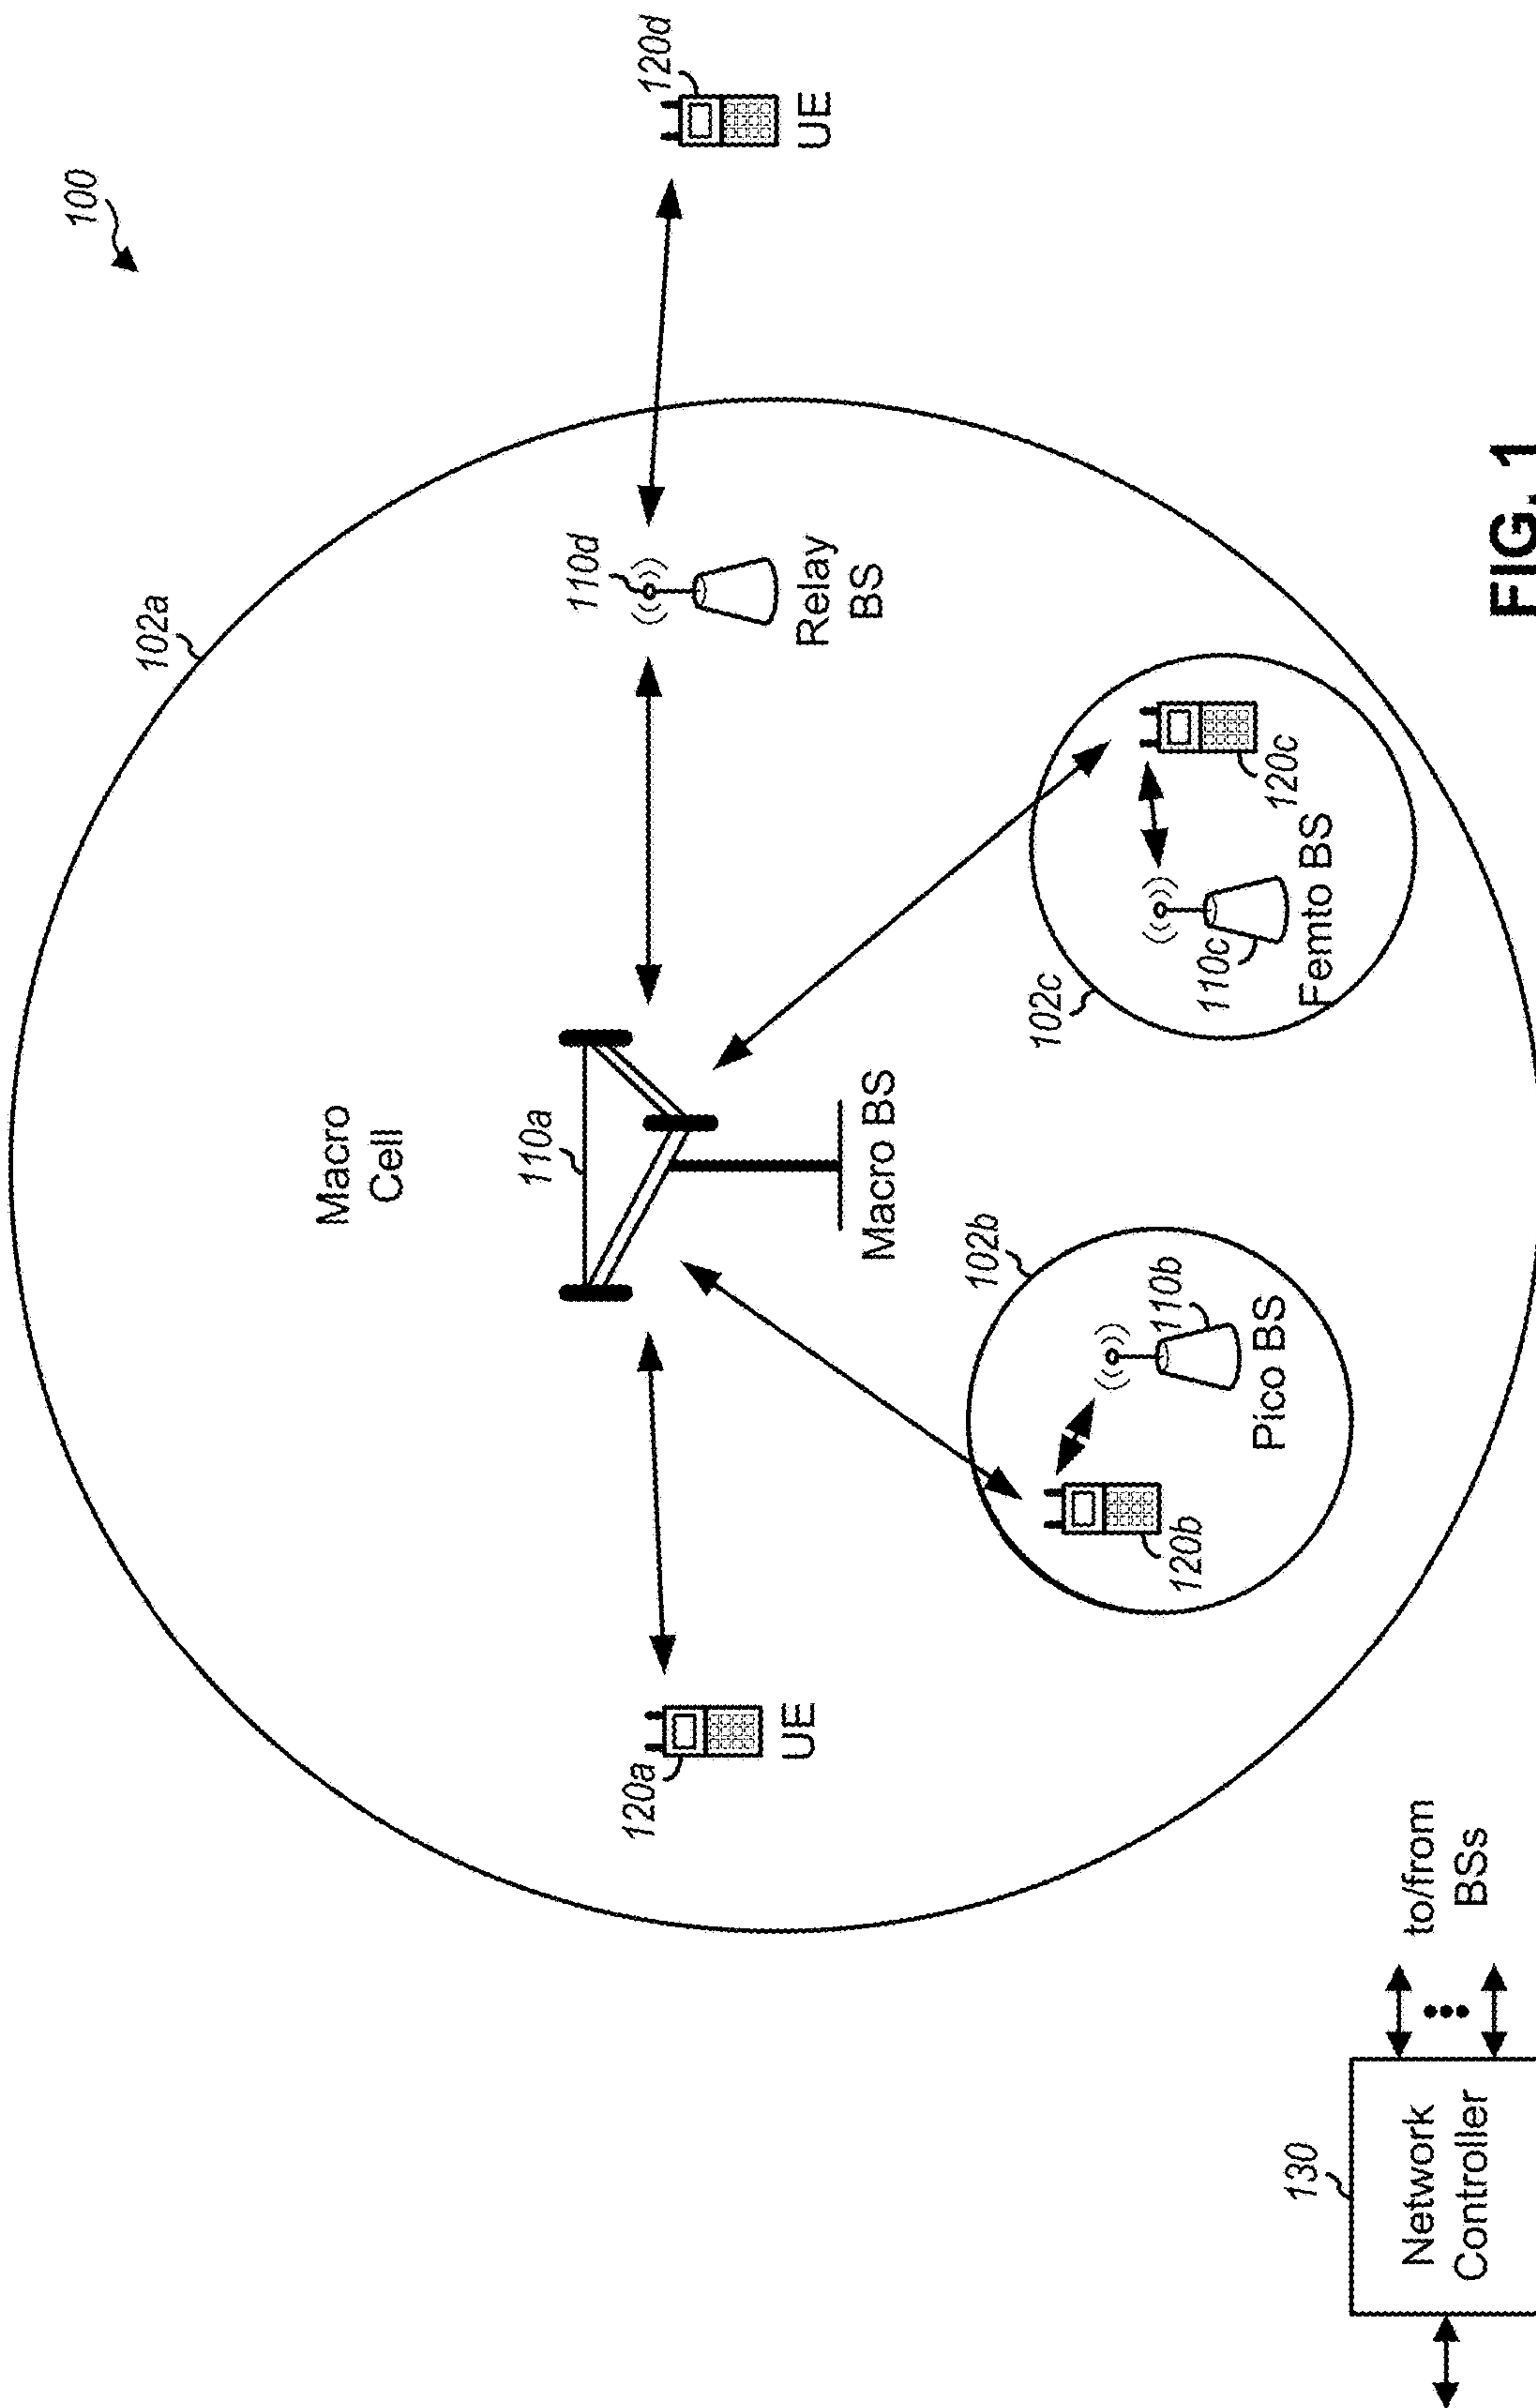 100
102a
Macro
Cell
110a
110d
120a
120d
UE
UE
Relay
BS
Macro BS
102b
102c
110b
120b
Pico BS
110c
120c
Femto BS
130
Network
Controller
to/from
BSs
FIG. 1